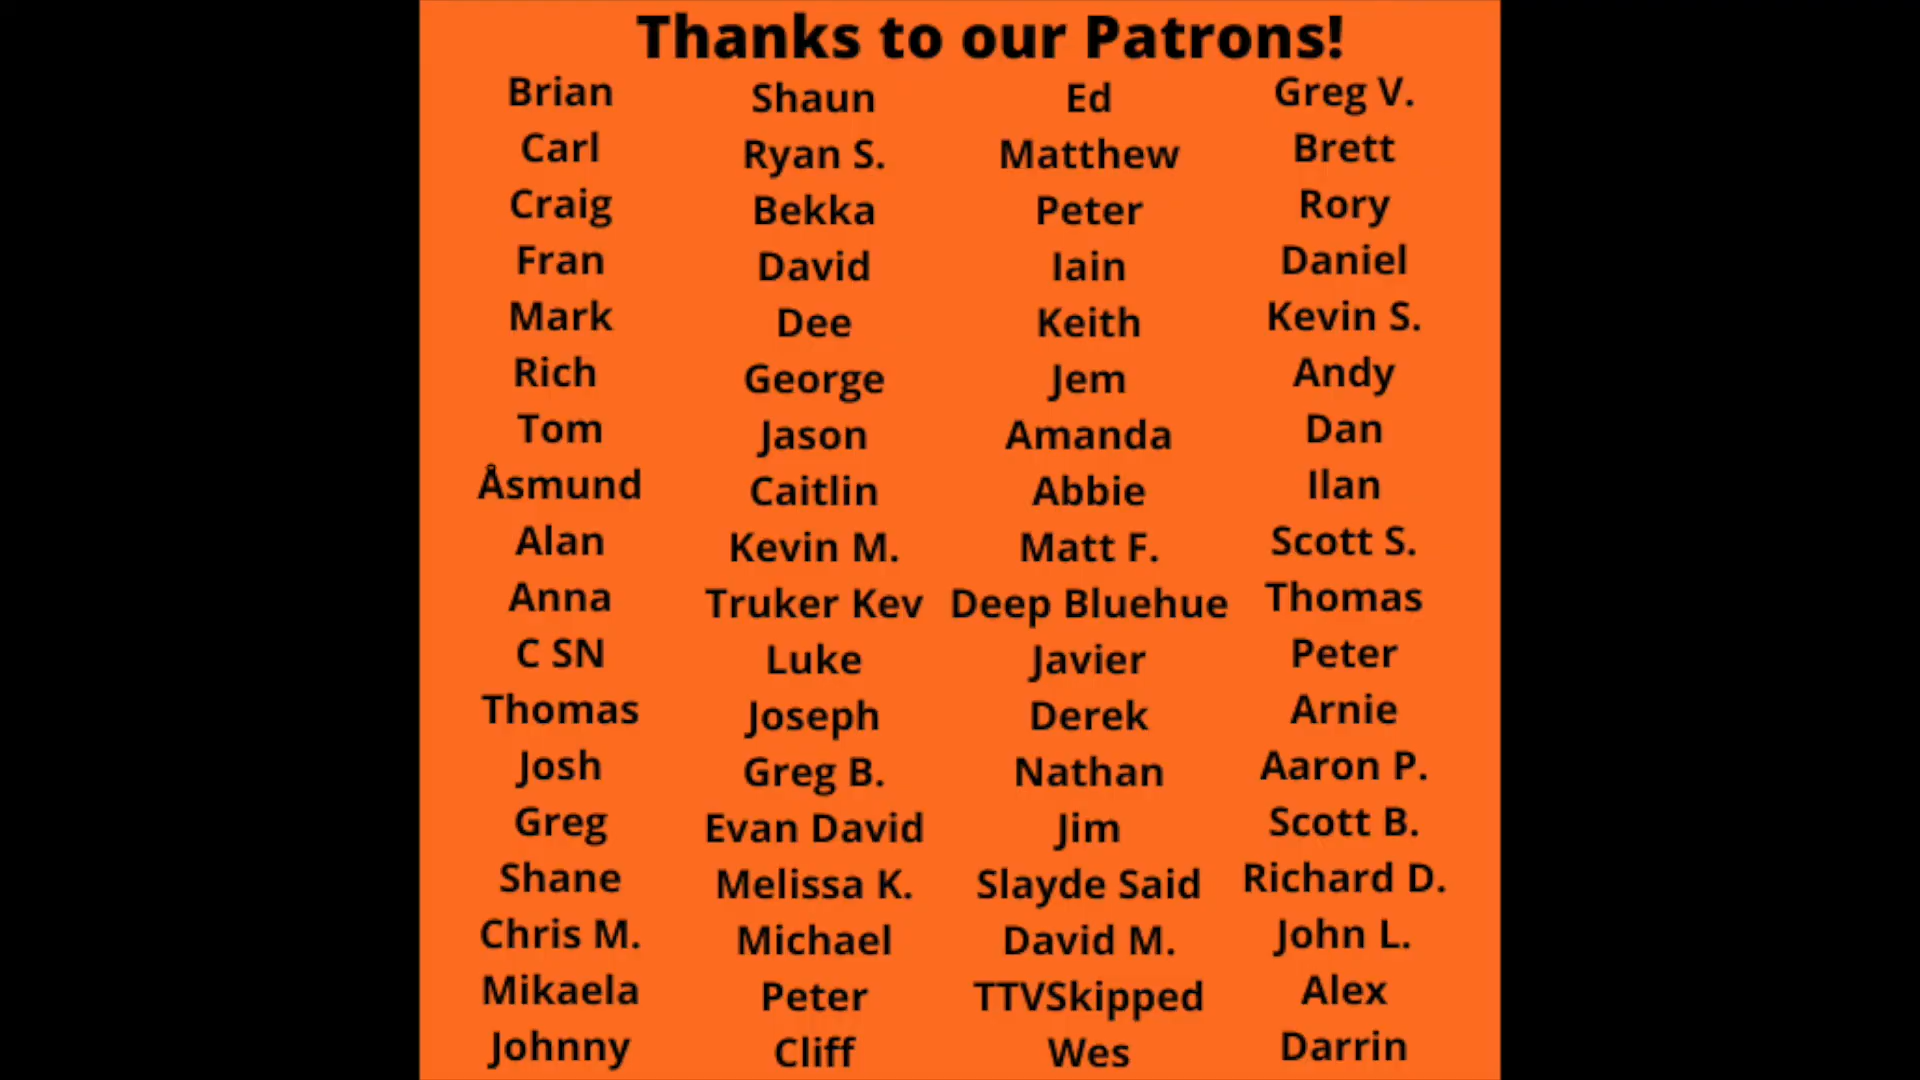 Thanks to our Patrons!
Brian
Carl
Craig
Fran
Mark
Rich
Tom
Åsmund
Alan
Anna
C SN
Thomas
Josh
Greg
Shane
Chris M.
Mikaela
Johnny
Shaun
Ryan S.
Bekka
David
Dee
George
Jason
Caitlin
Kevin M.
Truker Kev
Luke
Joseph
Greg B.
Evan David
Melissa K.
Michael
Peter
Cliff
Ed
Matthew
Peter
Iain
Keith
Jem
Amanda
Abbie
Matt F.
Deep Bluehue
Javier
Derek
Nathan
Jim
Slayde Said
David M.
TTVSkipped
Wes
Greg V.
Brett
Rory
Daniel
Kevin S.
Andy
Dan
Ilan
Scott S.
Thomas
Peter
Arnie
Aaron P.
Scott B.
Richard D.
John L.
Alex
Darrin